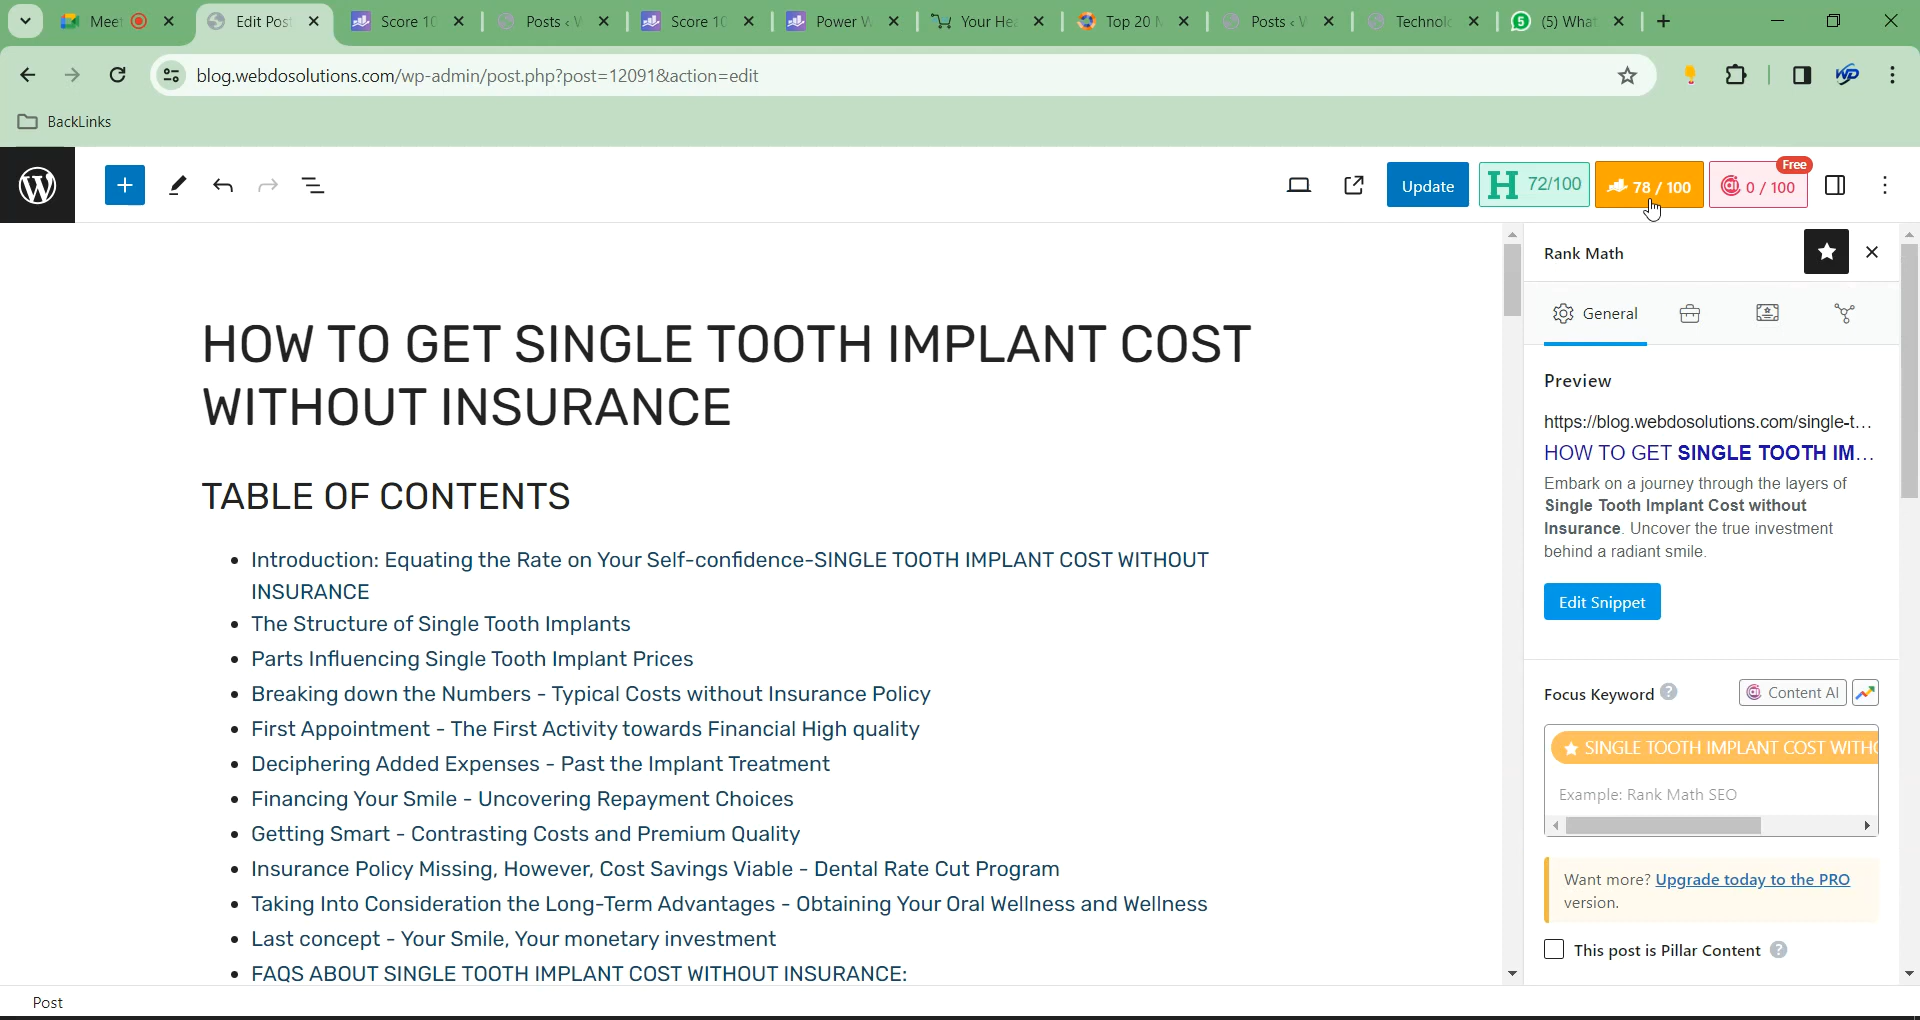 Meet
Edit Pos
Score 10
Posts ‹ V
Score 10
Power W
Your He
Top 20 M
Posts ‹ V
Technol
(5) What
blog.webdosolutions.com/wp-admin/post.php?post=12091&action=edit
BackLinks
Update
H 72/100
78 / 100
0 / 100
Free
HOW TO GET SINGLE TOOTH IMPLANT COST
WITHOUT INSURANCE
TABLE OF CONTENTS
• Introduction: Equating the Rate on Your Self-confidence-SINGLE TOOTH IMPLANT COST WITHOUT
INSURANCE
• The Structure of Single Tooth Implants
• Parts Influencing Single Tooth Implant Prices
• Breaking down the Numbers - Typical Costs without Insurance Policy
• First Appointment - The First Activity towards Financial High quality
• Deciphering Added Expenses - Past the Implant Treatment
• Financing Your Smile - Uncovering Repayment Choices
• Getting Smart - Contrasting Costs and Premium Quality
• Insurance Policy Missing, However, Cost Savings Viable - Dental Rate Cut Program
• Taking Into Consideration the Long-Term Advantages - Obtaining Your Oral Wellness and Wellness
• Last concept - Your Smile, Your monetary investment
• FAQS ABOUT SINGLE TOOTH IMPLANT COST WITHOUT INSURANCE:
Rank Math
General
Preview
https://blog.webdosolutions.com/single-t...
HOW TO GET SINGLE TOOTH IM...
Embark on a journey through the layers of
Single Tooth Implant Cost without
Insurance. Uncover the true investment
behind a radiant smile.
Edit Snippet
Focus Keyword ?
Content AI
SINGLE TOOTH IMPLANT COST WITHO
Example: Rank Math SEO
Want more? Upgrade today to the PRO
version.
This post is Pillar Content ?
Post